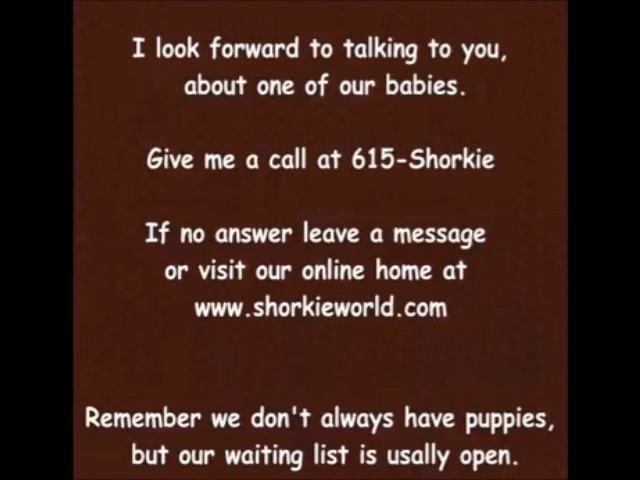 I look forward to talking to you,
about one of our babies.
Give me a call at 615-Shorkie
If no answer leave a message
or visit our online home at
www.shorkieworld.com
Remember we don't always have puppies,
but our waiting list is usally open.